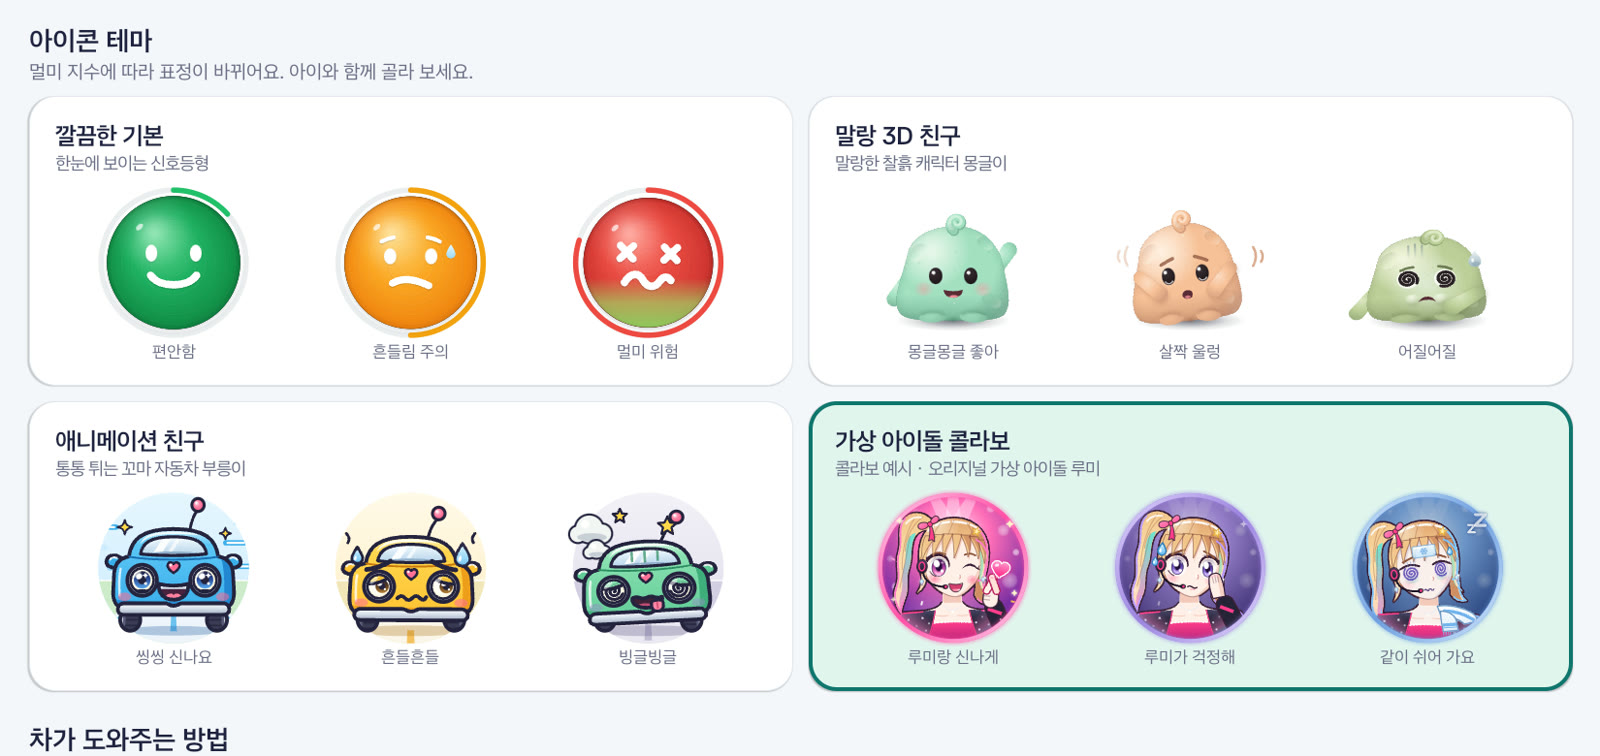 아이콘 테마
멀미 지수에 따라 표정이 바뀌어요. 아이와 함께 골라 보세요.
깔끔한 기본
한눈에 보이는 신호등형
편안함
흔들림 주의
멀미 위험
말랑 3D 친구
말랑한 찰흙 캐릭터 몽글이
몽글몽글 좋아
살짝 울렁
어질어질
애니메이션 친구
통통 튀는 꼬마 자동차 부릉이
씽씽 신나요
흔들흔들
빙글빙글
가상 아이돌 콜라보
콜라보 예시 · 오리지널 가상 아이돌 루미
루미랑 신나게
루미가 걱정해
같이 쉬어 가요
차가 도와주는 방법